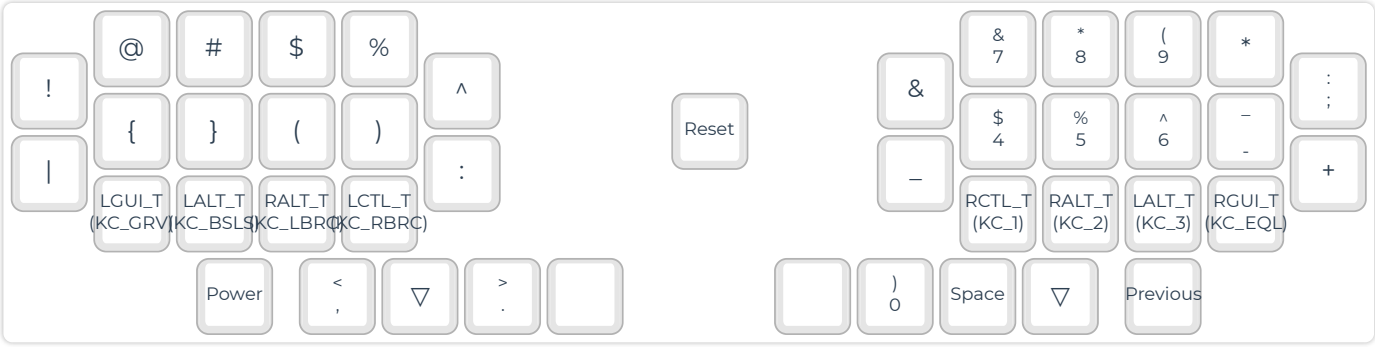 @ # $ % & * ( *
7 8 9
! ^ & :
;
{ } ( ) Reset $ % ^ _
4 5 6 -
| : _ +
LGUI_T LALT_T RALT_T LCTL_T RCTL_T RALT_T LALT_T RGUI_T
(KC_GRV) (KC_BSLS) (KC_LBRC) (KC_RBRC) (KC_1) (KC_2) (KC_3) (KC_EQL)
Power < ▽ > ) Space ▽ Previous
, . 0